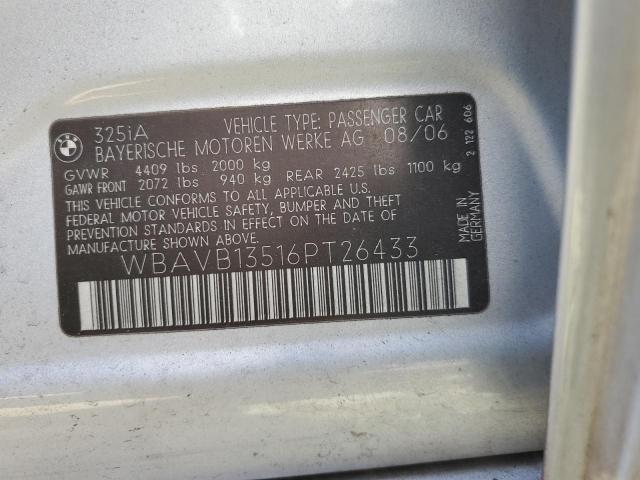 BMW
325iA VEHICLE TYPE: PASSENGER CAR
BAYERISCHE MOTOREN WERKE AG 08/06
GVWR 4409 lbs 2000 kg
GAWR FRONT 2072 lbs 940 kg REAR 2425 lbs 1100 kg
THIS VEHICLE CONFORMS TO ALL APPLICABLE U.S.
FEDERAL MOTOR VEHICLE SAFETY, BUMPER AND THEFT
PREVENTION STANDARDS IN EFFECT ON THE DATE OF
MANUFACTURE SHOWN ABOVE.
WBAVB13516PT26433
MADE IN
GERMANY
2 122 606